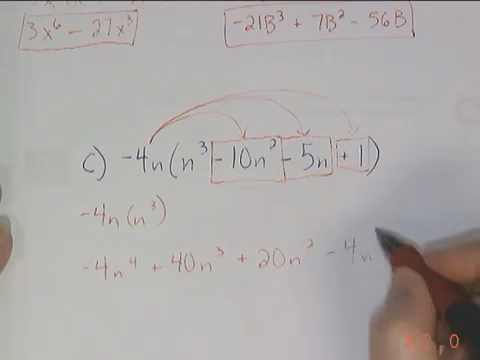 3x⁶ - 27x³
-21B³ + 7B² - 56B
c) -4n(n³ - 10n² - 5n + 1)
-4n(n³)
-4n⁴ + 40n³ + 20n² - 4n